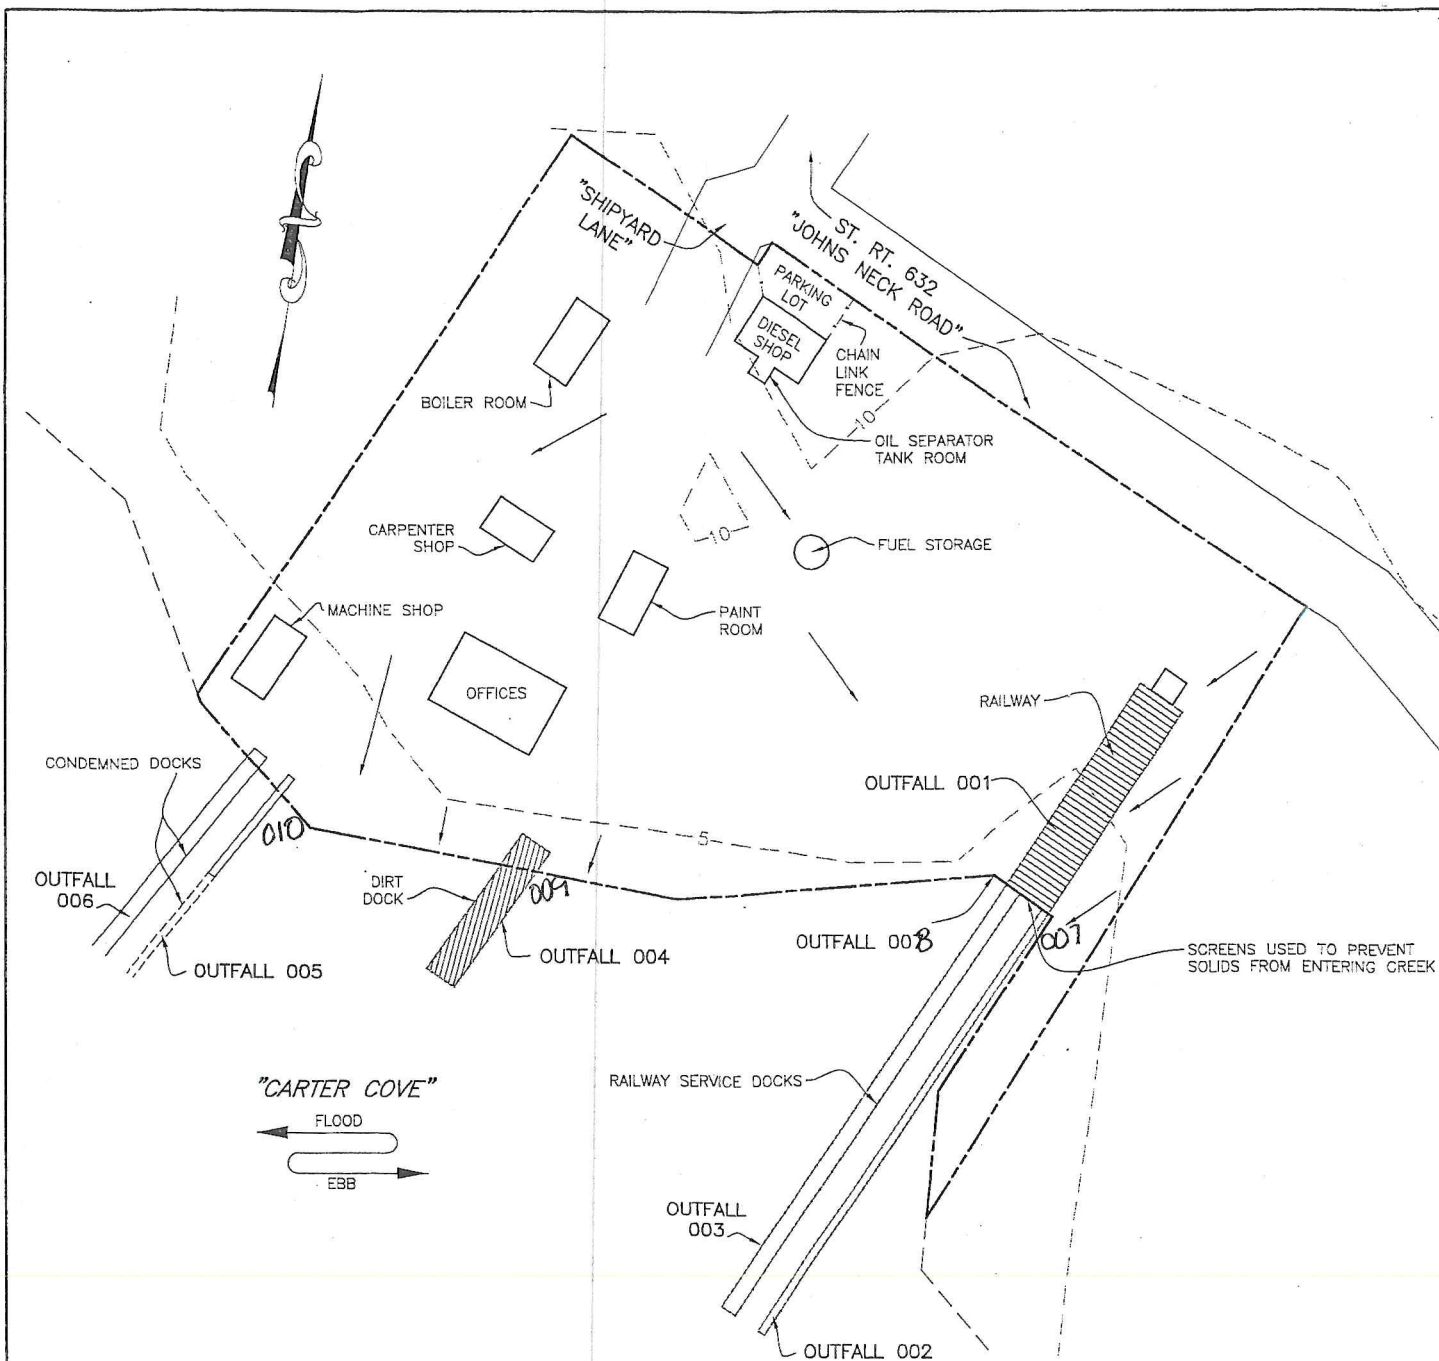 "SHIPYARD
LANE"
ST. RT. 632
"JOHNS NECK ROAD"
PARKING
LOT
DIESEL
SHOP
CHAIN
LINK
FENCE
BOILER ROOM
10
OIL SEPARATOR
TANK ROOM
CARPENTER
SHOP
10
FUEL STORAGE
MACHINE SHOP
PAINT
ROOM
OFFICES
RAILWAY
CONDEMNED DOCKS
OUTFALL 001
010
5
OUTFALL
006
DIRT
DOCK
009
OUTFALL 004
OUTFALL 005
OUTFALL 008
007
SCREENS USED TO PREVENT
SOLIDS FROM ENTERING CREEK
"CARTER COVE"
FLOOD
EBB
RAILWAY SERVICE DOCKS
OUTFALL
003
OUTFALL 002